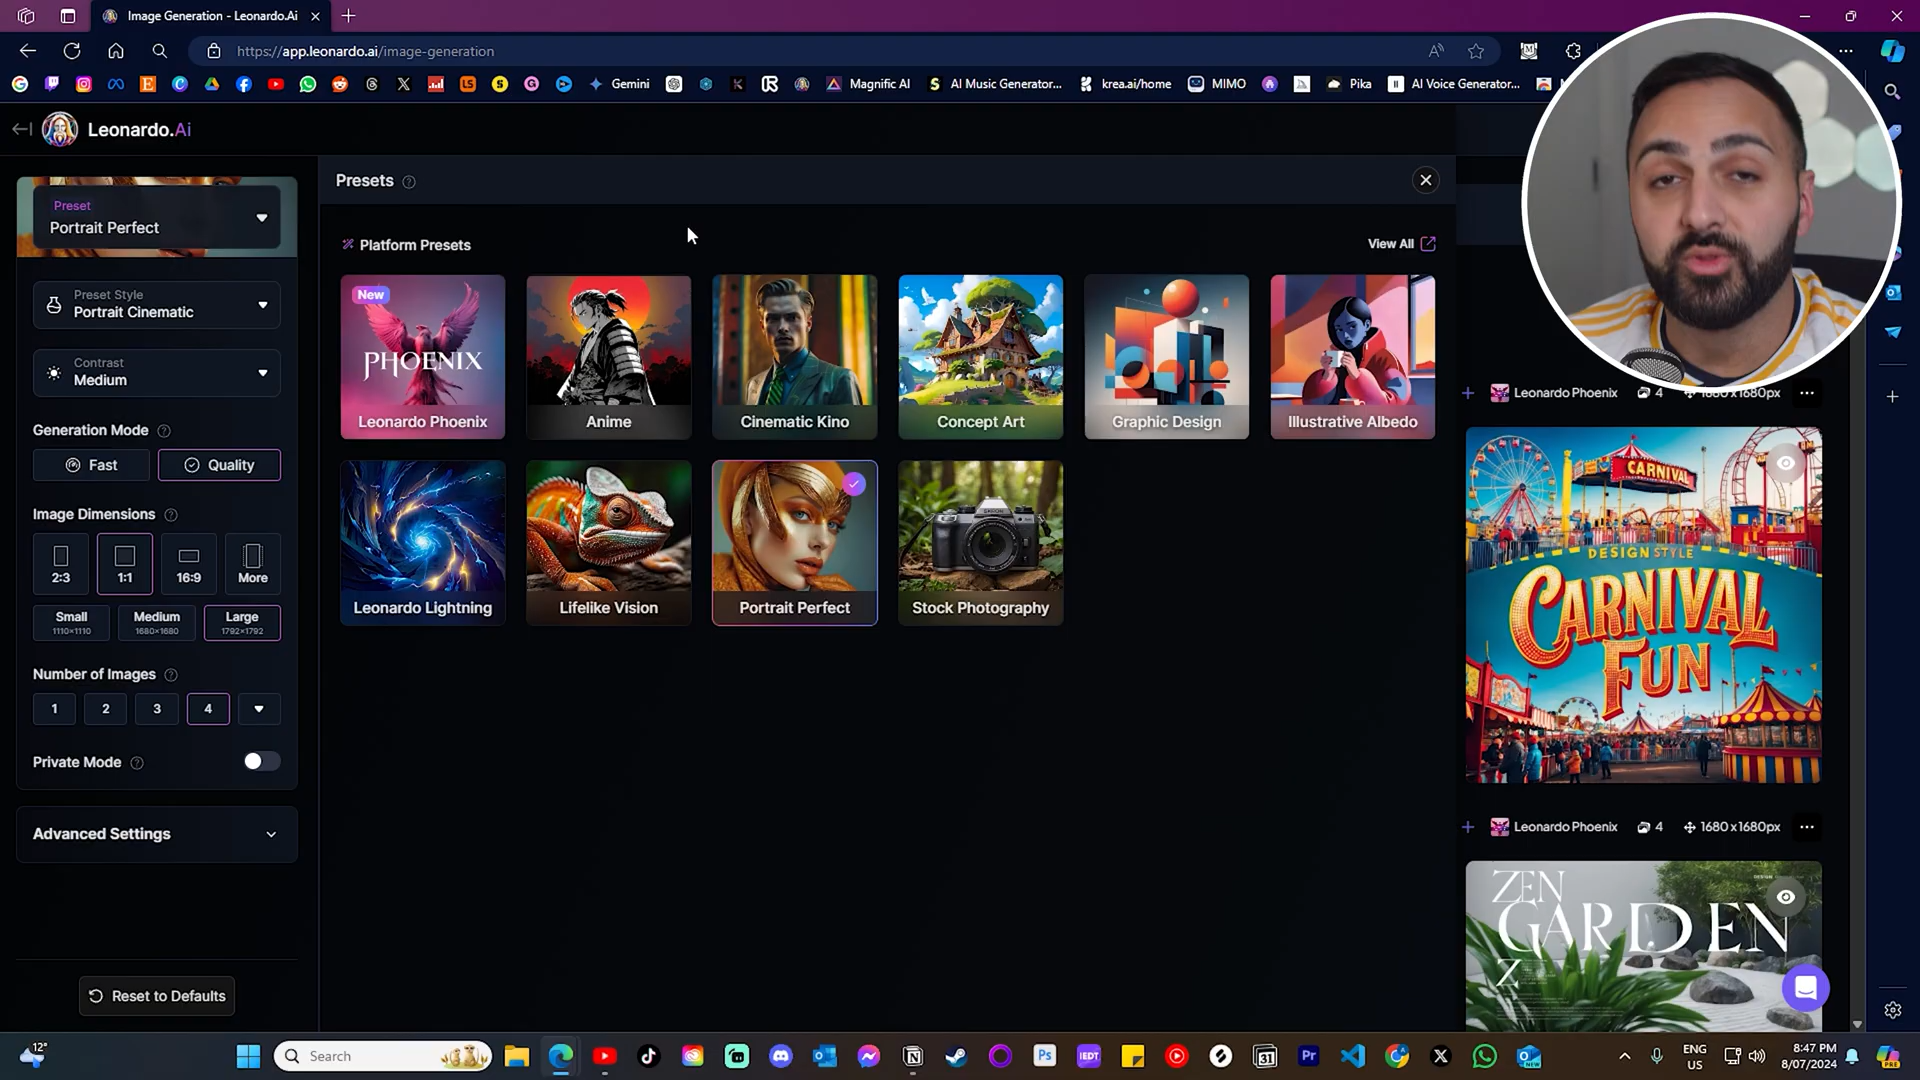 Image Generation - Leonardo.Ai
https://app.leonardo.ai/image-generation
Gemini
Magnific AI
AI Music Generator...
krea.ai/home
MIMO
Pika
AI Voice Generator...
Leonardo.Ai
Preset
Portrait Perfect
Preset Style
Portrait Cinematic
Contrast
Medium
Generation Mode
Fast
Quality
Image Dimensions
2:3
1:1
16:9
More
Small
1110×1110
Medium
1680×1680
Large
1792×1792
Number of Images
1
2
3
4
Private Mode
Advanced Settings
Reset to Defaults
Presets
Platform Presets
View All
New
PHOENIX
Leonardo Phoenix
Anime
Cinematic Kino
Concept Art
Graphic Design
Illustrative Albedo
Leonardo Lightning
Lifelike Vision
Portrait Perfect
Stock Photography
Leonardo Phoenix
4
1680x1680px
CARNIVAL
DESIGN STYLE
CARNIVAL
FUN
Leonardo Phoenix
4
1680x1680px
ZEN
GARDEN
Z
12°
Search
Ps
IEDT
31
Pr
ENG
US
8:47 PM
8/07/2024